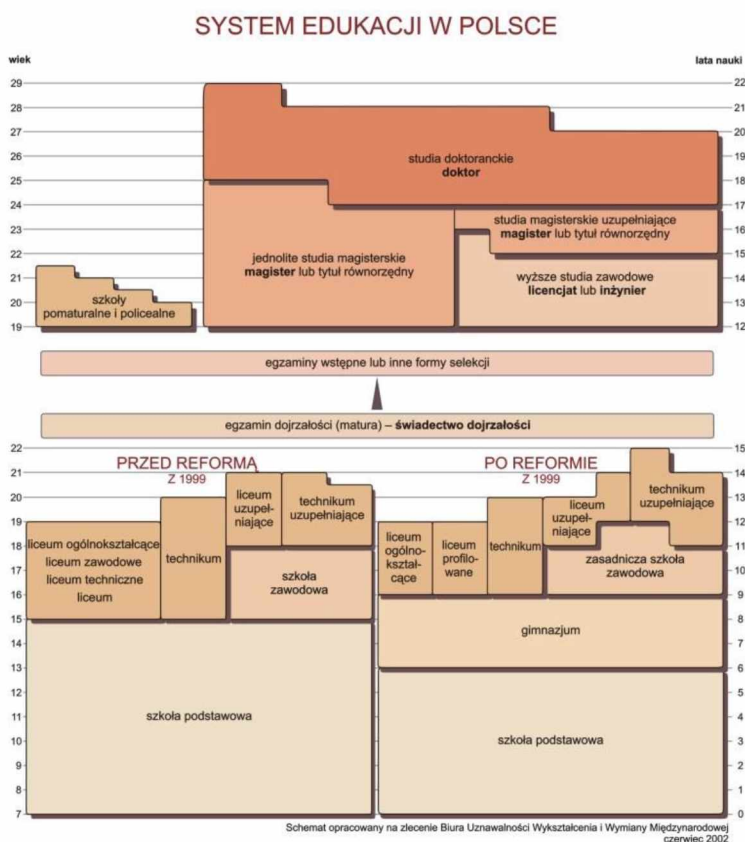 SYSTEM EDUKACJI W POLSCE
wiek
lata nauki
29
28
27
26
25
24
23
22
21
20
19
22
21
20
19
18
17
16
15
14
13
12
studia doktoranckie
doktor
jednolite studia magisterskie
magister lub tytuł równorzędny
studia magisterskie uzupełniające
magister lub tytuł równorzędny
wyższe studia zawodowe
licencjat lub inżynier
szkoły
pomaturalne i policealne
egzaminy wstępne lub inne formy selekcji
egzamin dojrzałości (matura) – świadectwo dojrzałości
22
21
20
19
18
17
16
15
14
13
12
11
10
9
8
7
PRZED REFORMĄ
Z 1999
liceum ogólnokształcące
liceum zawodowe
liceum techniczne
liceum
technikum
liceum
uzupeł-
niające
technikum
uzupełniające
szkoła
zawodowa
szkoła podstawowa
PO REFORMIE
Z 1999
liceum
ogólno-
kształ-
cące
liceum
profilo-
wane
technikum
liceum
uzupeł-
niające
technikum
uzupełniające
zasadnicza szkoła
zawodowa
gimnazjum
szkoła podstawowa
15
14
13
12
11
10
9
8
7
6
5
4
3
2
1
0
Schemat opracowany na zlecenie Biura Uznawalności Wykształcenia i Wymiany Międzynarodowej
czerwiec 2002